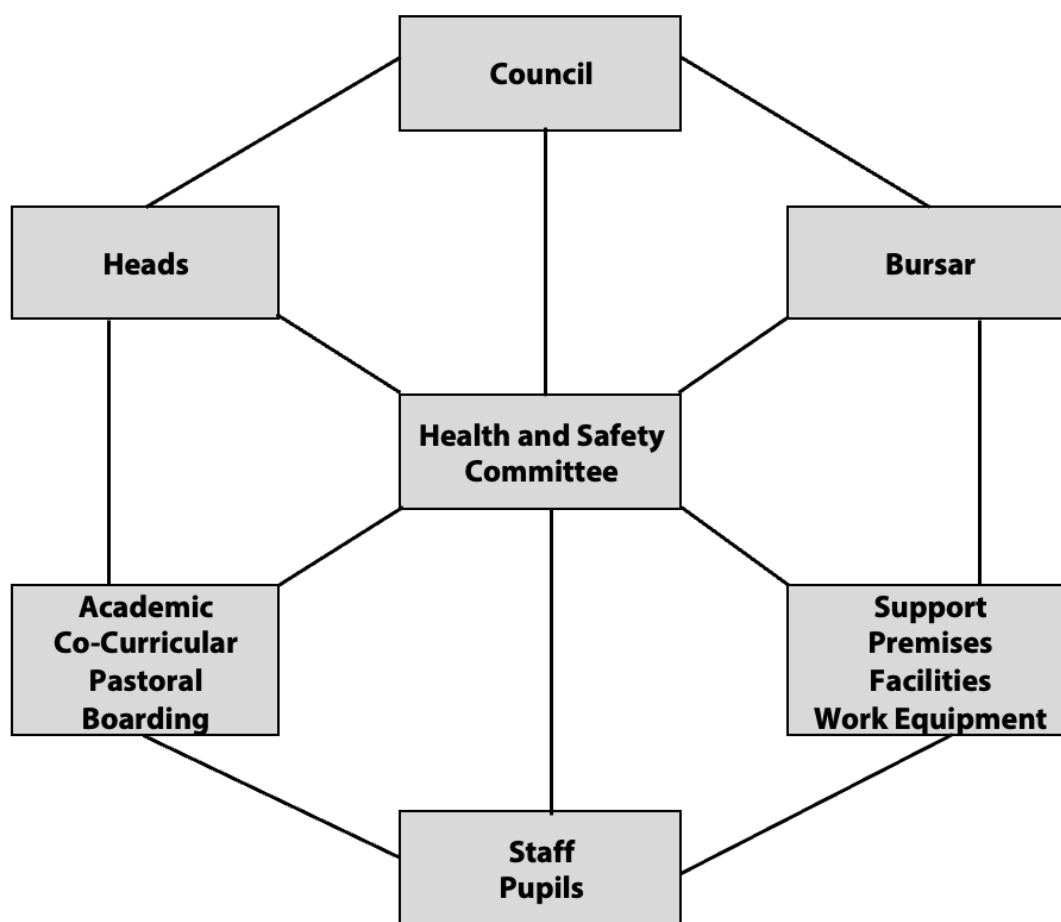 Council
Heads
Bursar
Health and Safety
Committee
Academic
Co-Curricular
Pastoral
Boarding
Support
Premises
Facilities
Work Equipment
Staff
Pupils